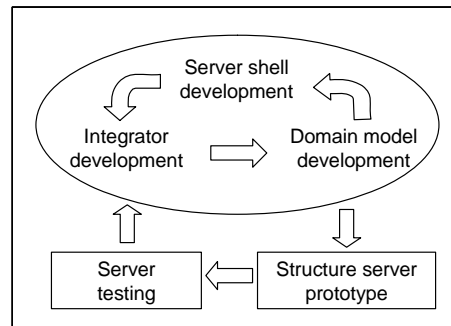 Server shell
development
Integrator
development
Domain model
development
Server
testing
Structure server
prototype